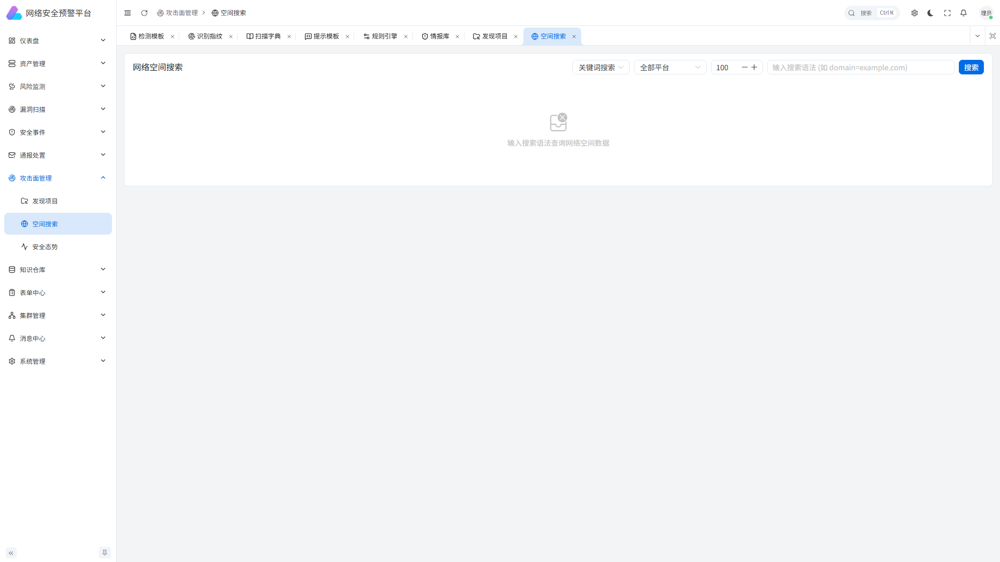 网络安全预警平台
攻击面管理
空间搜索
搜索
Ctrl K
理员
检测模板
识别指纹
扫描字典
提示模板
规则引擎
情报库
发现项目
空间搜索
仪表盘
资产管理
风险监测
漏洞扫描
安全事件
通报处置
攻击面管理
发现项目
空间搜索
安全态势
知识仓库
表单中心
集群管理
消息中心
系统管理
网络空间搜索
关键词搜索
全部平台
100
输入搜索语法 (如 domain=example.com)
搜索
输入搜索语法查询网络空间数据